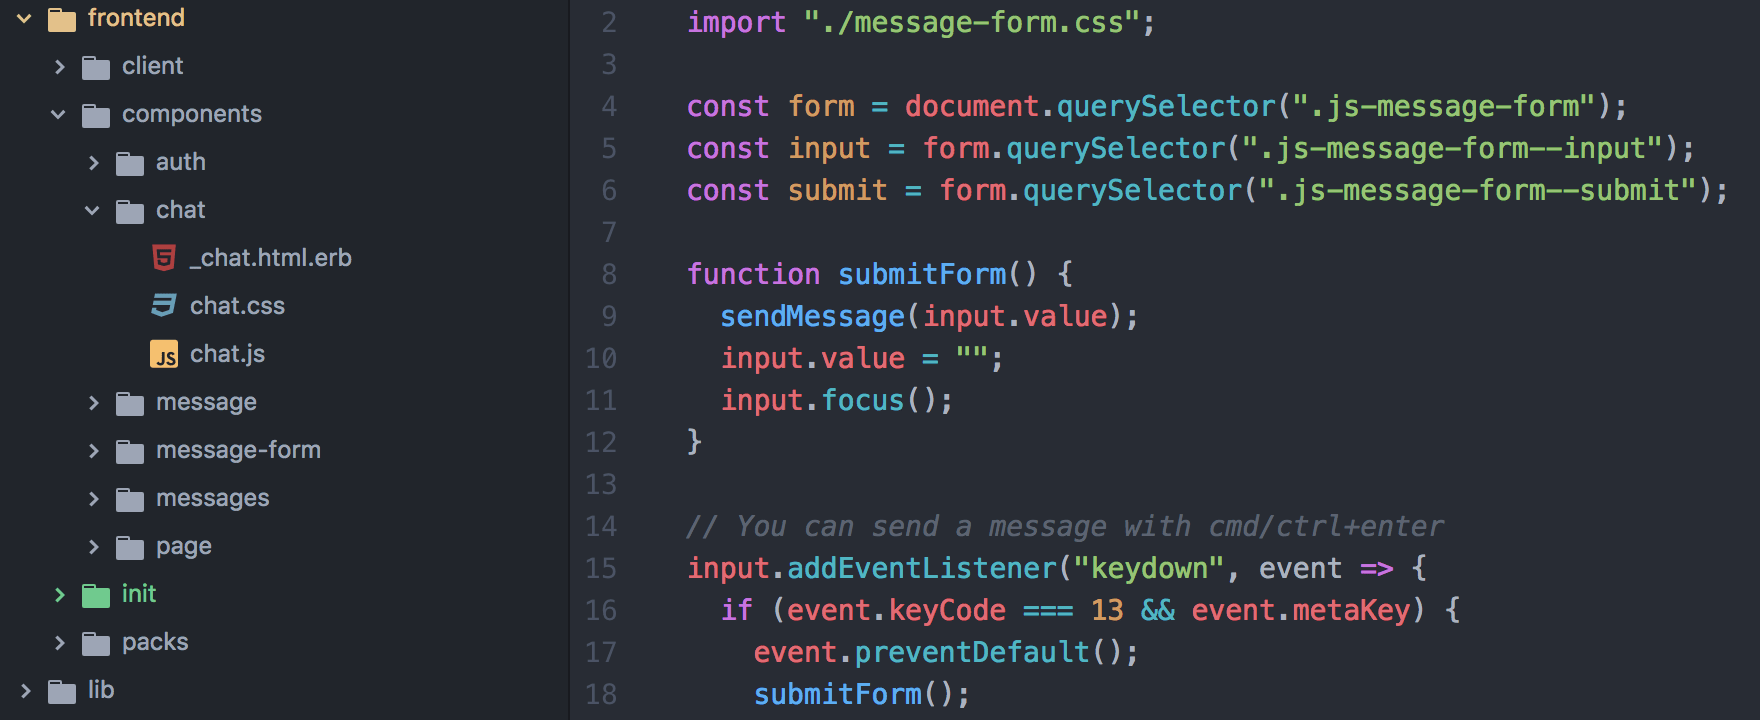 frontend
client
components
auth
chat
_chat.html.erb
chat.css
JS chat.js
message
message-form
messages
page
init
packs
lib
2 import "./message-form.css";
3
4 const form = document.querySelector(".js-message-form");
5 const input = form.querySelector(".js-message-form--input");
6 const submit = form.querySelector(".js-message-form--submit");
7
8 function submitForm() {
9 sendMessage(input.value);
10 input.value = "";
11 input.focus();
12 }
13
14 // You can send a message with cmd/ctrl+enter
15 input.addEventListener("keydown", event => {
16 if (event.keyCode === 13 && event.metaKey) {
17 event.preventDefault();
18 submitForm();